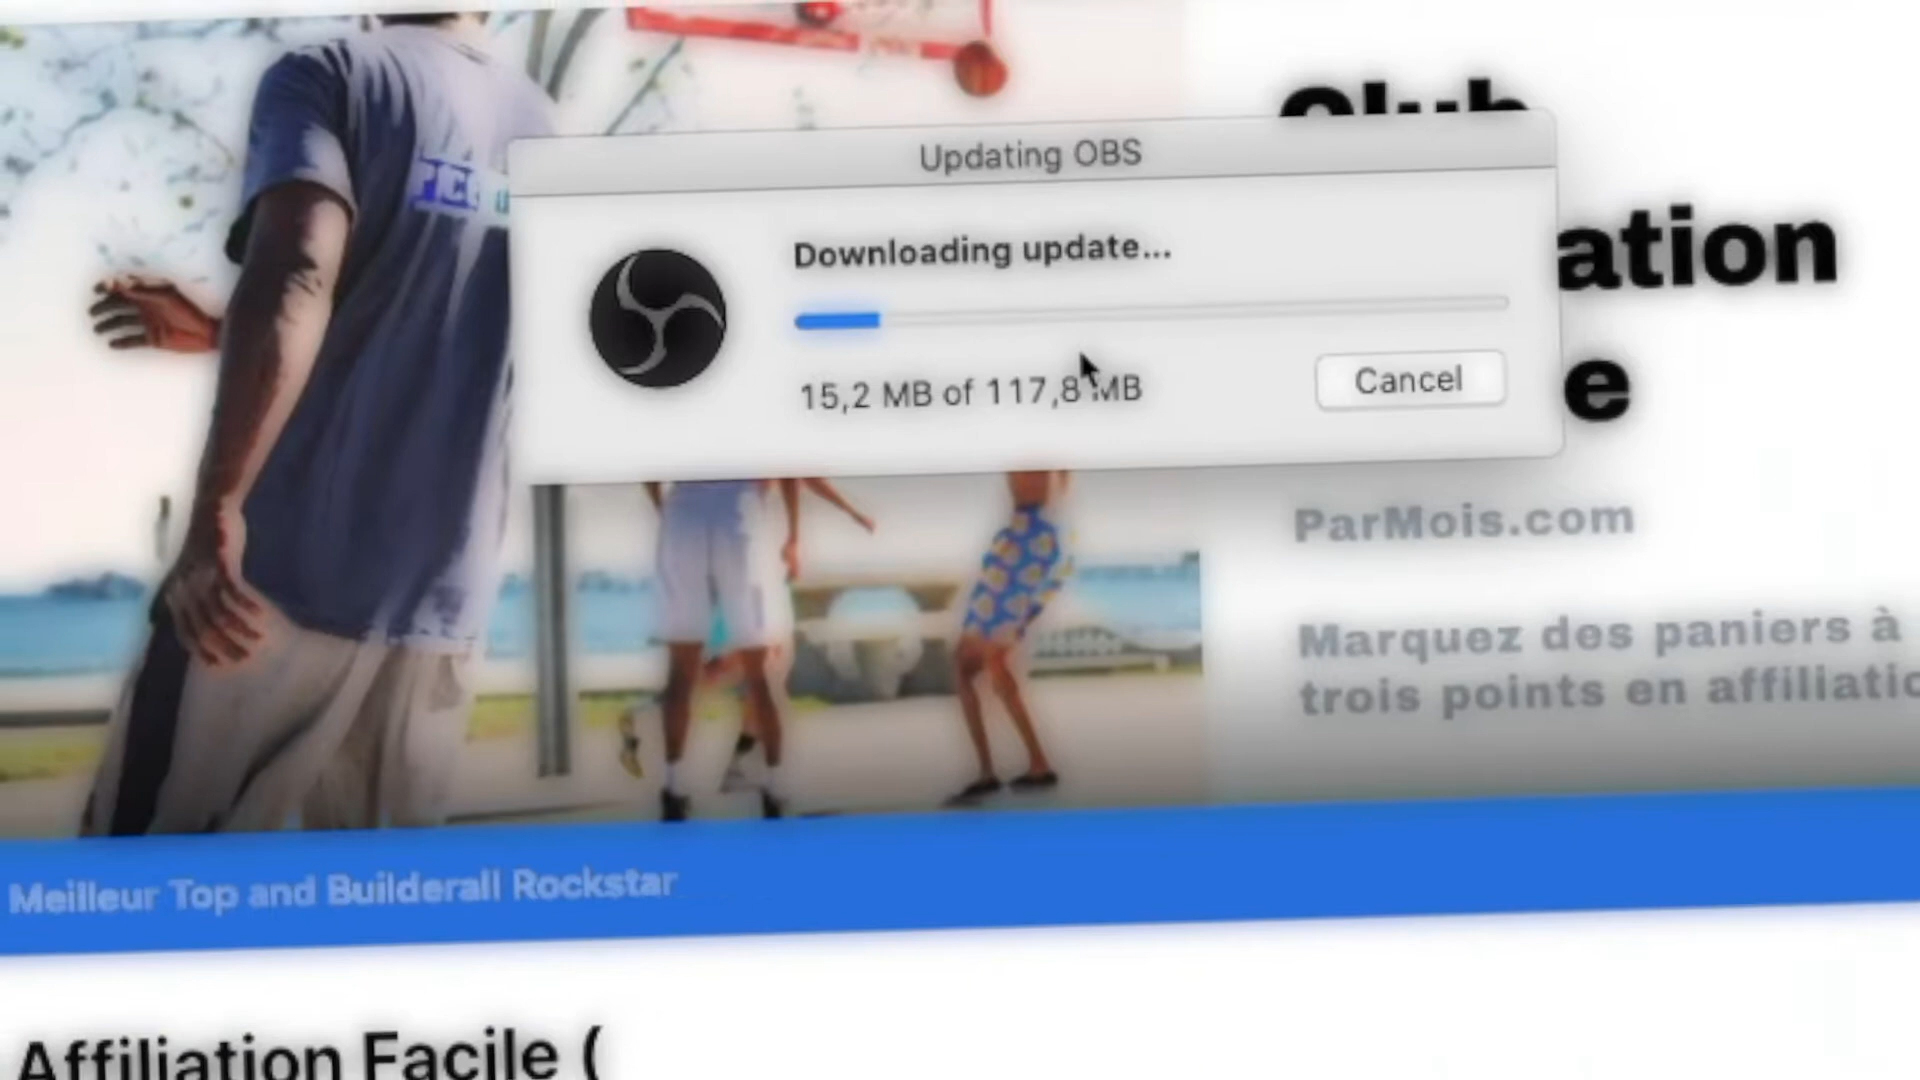 Club
Updating OBS
ation
Downloading update...
15,2 MB of 117,8 MB
Cancel
e
ParMois.com
Marquez des paniers à
trois points en
Meilleur Top and Builderall Rockstar
Affiliation Facile (